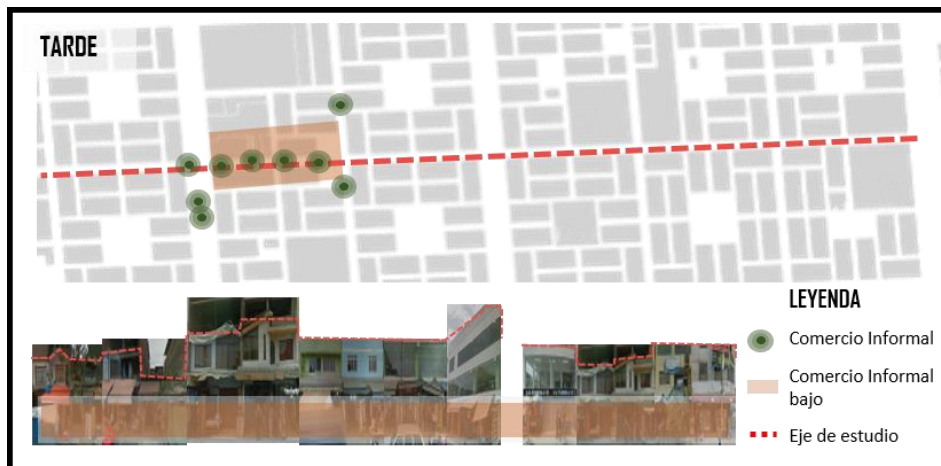 TARDE
LEYENDA
Comercio Informal
Comercio Informal
bajo
Eje de estudio